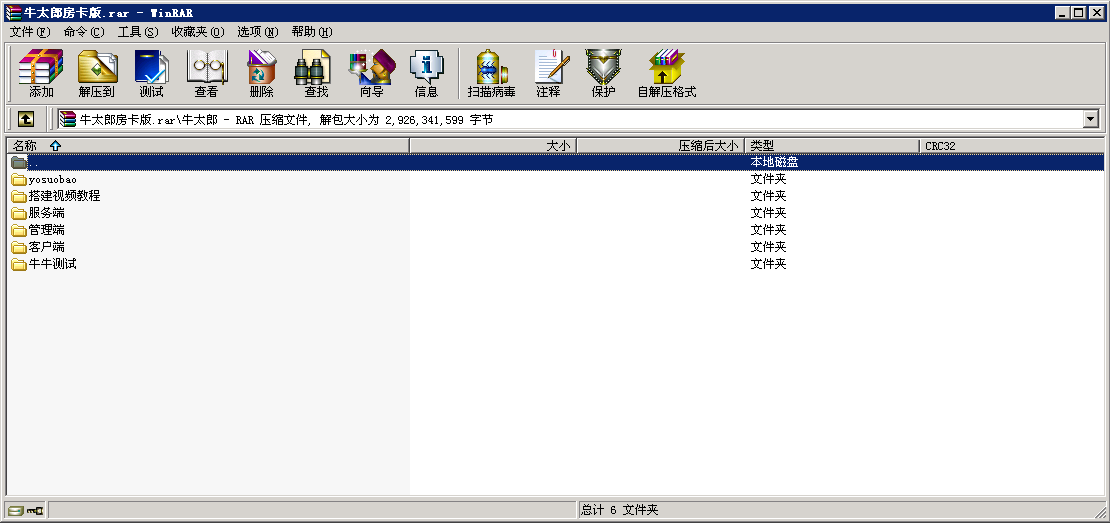 牛太郎房卡版.rar - WinRAR
文件(F) 命令(C) 工具(S) 收藏夹(O) 选项(N) 帮助(H)
添加 解压到 测试 查看 删除 查找 向导 信息 扫描病毒 注释 保护 自解压格式
牛太郎房卡版.rar\牛太郎 - RAR 压缩文件, 解包大小为 2,926,341,599 字节
名称 大小 压缩后大小 类型 CRC32
.. 本地磁盘
yosuobao 文件夹
搭建视频教程 文件夹
服务端 文件夹
管理端 文件夹
客户端 文件夹
牛牛测试 文件夹
总计 6 文件夹